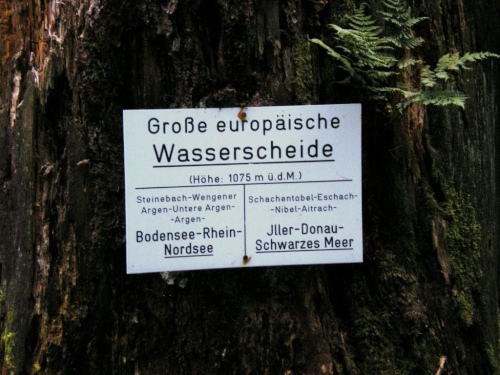 Große europäische
Wasserscheide
(Höhe: 1075 m ü.d.M.)
Steinebach-Wengener
Argen-Untere Argen-
-Argen-
Bodensee-Rhein-
Nordsee
Schachentobel-Eschach-
-Nibel-Aitrach-
Jller-Donau-
Schwarzes Meer